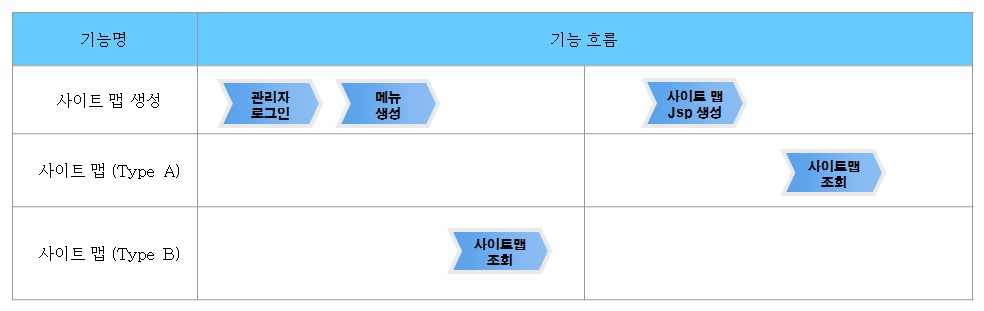 기능명
기능 흐름
사이트 맵 생성
관리자
로그인
메뉴
생성
사이트 맵
Jsp 생성
사이트 맵 (Type A)
사이트맵
조회
사이트 맵 (Type B)
사이트맵
조회